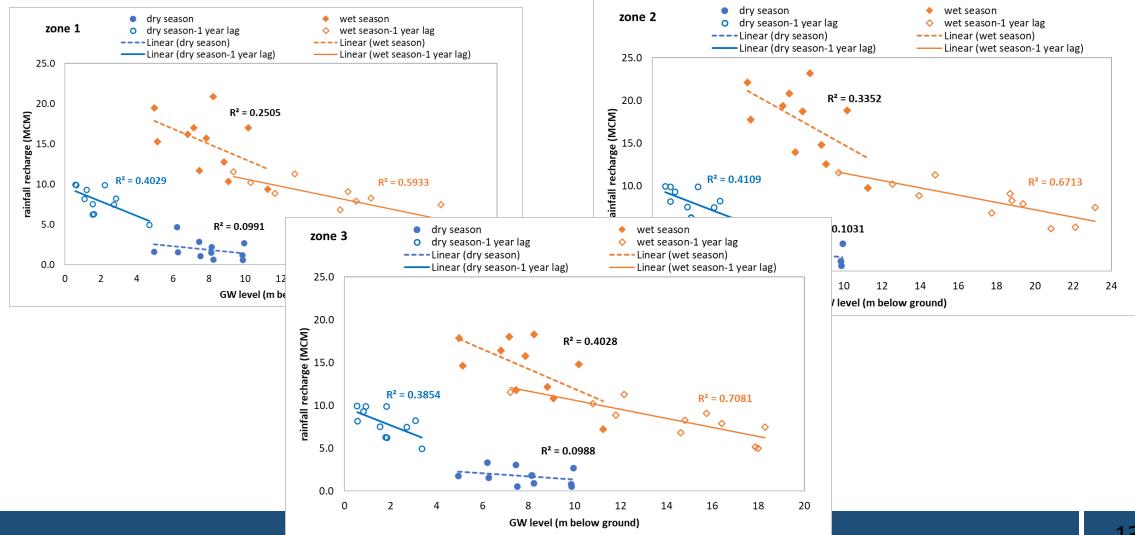 zone 1
dry season
wet season
dry season-1 year lag
wet season-1 year lag
Linear (dry season)
Linear (wet season)
Linear (dry season-1 year lag)
Linear (wet season-1 year lag)
25.0
20.0
15.0
10.0
5.0
0.0
rainfall recharge (MCM)
R² = 0.2505
R² = 0.4029
R² = 0.5933
R² = 0.0991
0 2 4 6 8 10 12
GW level (m be
zone 2
dry season
wet season
dry season-1 year lag
wet season-1 year lag
Linear (dry season)
Linear (wet season)
Linear (dry season-1 year lag)
Linear (wet season-1 year lag)
25.0
20.0
15.0
10.0
rainfall recharge (MCM)
R² = 0.3352
R² = 0.4109
R² = 0.6713
0.1031
10 12 14 16 18 20 22 24
level (m below ground)
zone 3
dry season
wet season
dry season-1 year lag
wet season-1 year lag
Linear (dry season)
Linear (wet season)
Linear (dry season-1 year lag)
Linear (wet season-1 year lag)
25.0
20.0
15.0
10.0
5.0
0.0
rainfall recharge (MCM)
R² = 0.4028
R² = 0.3854
R² = 0.7081
R² = 0.0988
0 2 4 6 8 10 12 14 16 18 20
GW level (m below ground)